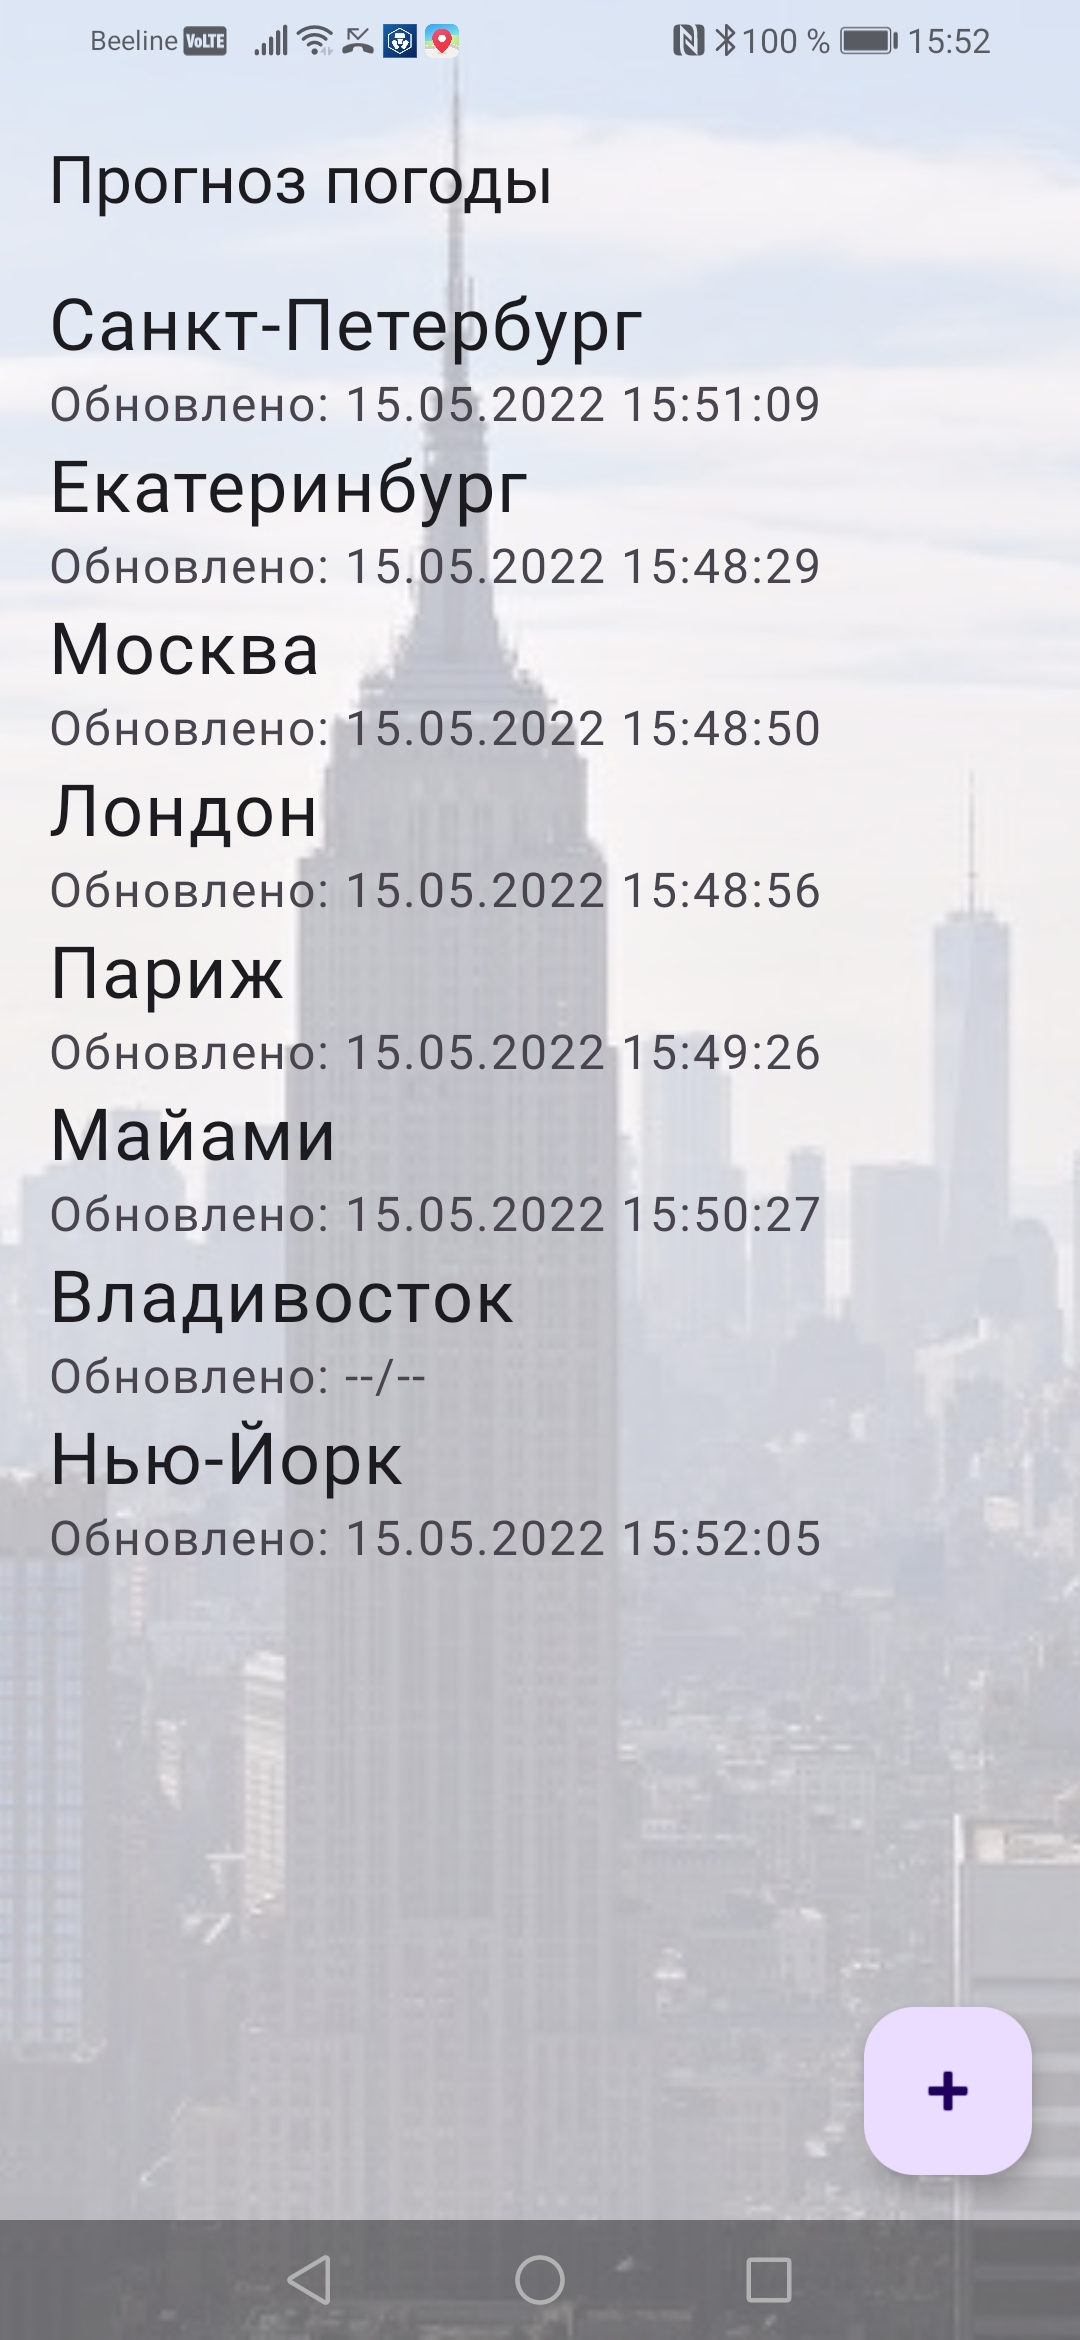 Beeline VoLTE 100 % 15:52
Прогноз погоды
Санкт-Петербург
Обновлено: 15.05.2022 15:51:09
Екатеринбург
Обновлено: 15.05.2022 15:48:29
Москва
Обновлено: 15.05.2022 15:48:50
Лондон
Обновлено: 15.05.2022 15:48:56
Париж
Обновлено: 15.05.2022 15:49:26
Майами
Обновлено: 15.05.2022 15:50:27
Владивосток
Обновлено: --/--
Нью-Йорк
Обновлено: 15.05.2022 15:52:05